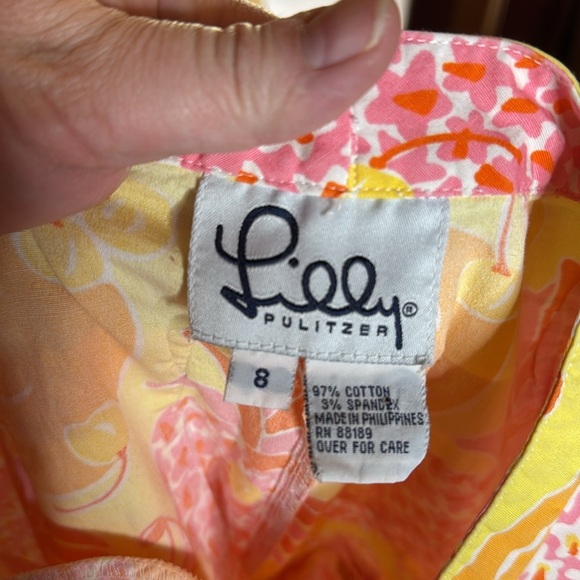 Lilly®
PULITZER
8
97% COTTON
3% SPANDEX
MADE IN PHILIPPINES
RN 88189
OVER FOR CARE